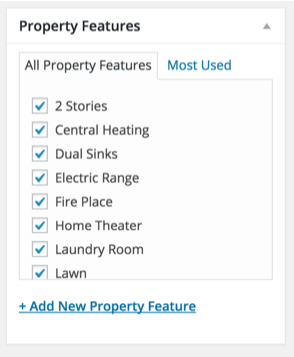 Property Features
All Property Features Most Used
2 Stories
Central Heating
Dual Sinks
Electric Range
Fire Place
Home Theater
Laundry Room
Lawn
+ Add New Property Feature